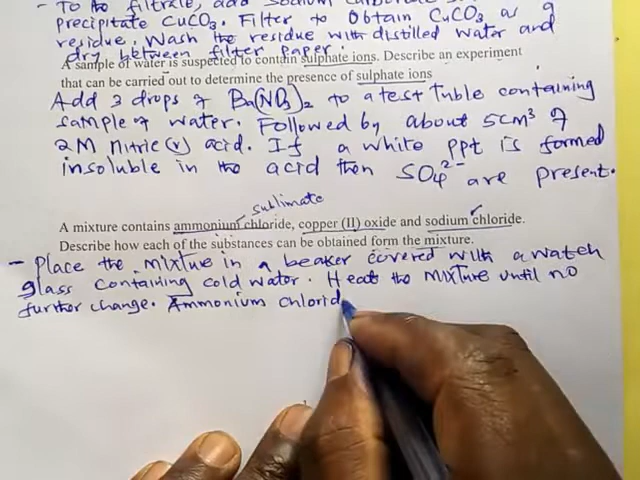 - To the filtrate, add sodium carbonate
precipitate CuCO3. Filter to obtain CuCO3 as a
residue. Wash the residue with distilled water and
dry between filter paper.
A sample of water is suspected to contain sulphate ions. Describe an experiment
that can be carried out to determine the presence of sulphate ions
Add 3 drops of Ba(NO3)2 to a test tube containing
sample of water. Followed by about 5cm³ of
2M nitric (v) acid. If a white ppt is formed
insoluble in the acid then SO4²⁻ are present.
sublimate
A mixture contains ammonium chloride, copper (II) oxide and sodium chloride.
Describe how each of the substances can be obtained form the mixture.
- Place the mixture in a beaker covered with a watch
glass containing cold water. Heat the mixture until no
further change. Ammonium chlorid